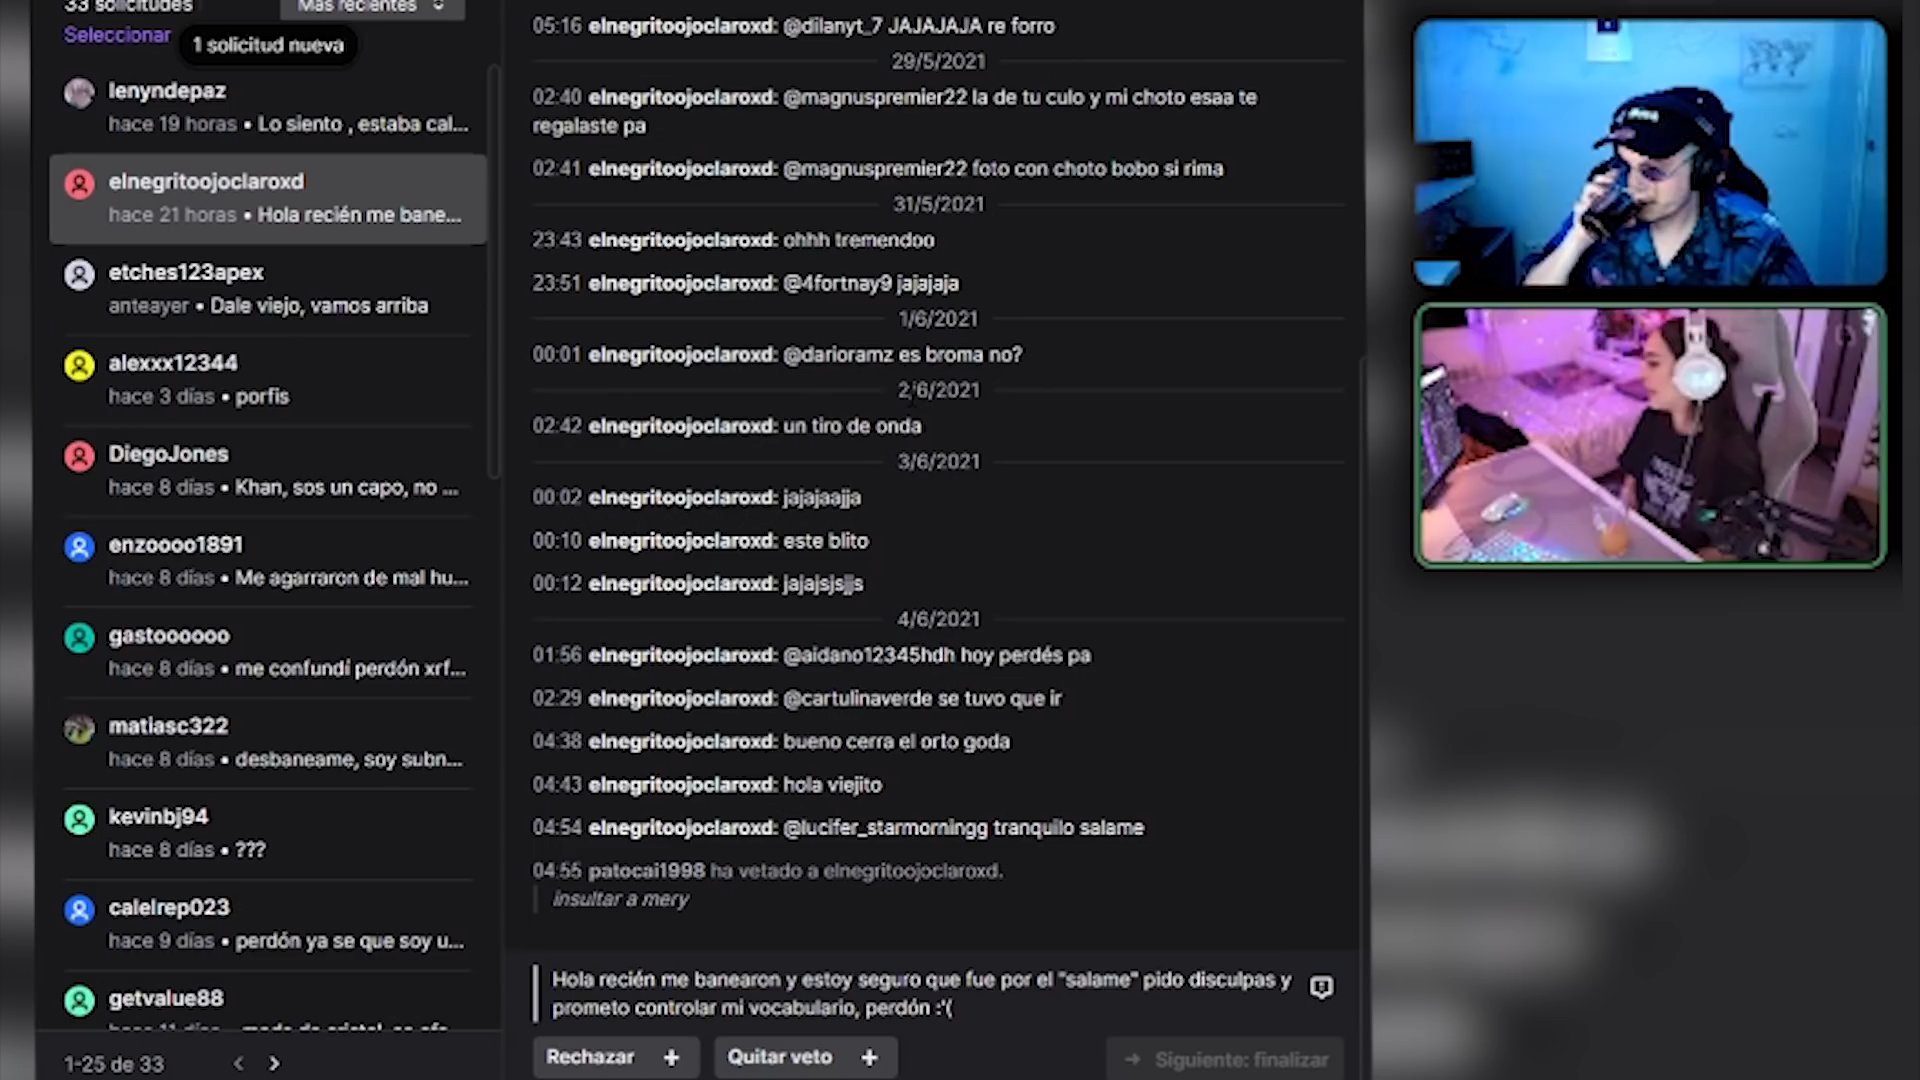 33 solicitudes
Más recientes
Seleccionar
1 solicitud nueva
lenyndepaz
hace 19 horas • Lo siento , estaba cal...
elnegritoojoclaroxd
hace 21 horas • Hola recién me bane...
etches123apex
anteayer • Dale viejo, vamos arriba
alexxx12344
hace 3 días • porfis
DiegoJones
hace 8 días • Khan, sos un capo, no ...
enzoooo1891
hace 8 días • Me agarraron de mal hu...
gastoooooo
hace 8 días • me confundí perdón xrf...
matiasc322
hace 8 días • desbaneame, soy subn...
kevinbj94
hace 8 días • ???
calelrep023
hace 9 días • perdón ya se que soy u...
getvalue88
hace 11 días
1-25 de 33
05:16 elnegritoojoclaroxd: @dilanyt_7 JAJAJAJA re forro
29/5/2021
02:40 elnegritoojoclaroxd: @magnuspremier22 la de tu culo y mi choto esaa te
regalaste pa
02:41 elnegritoojoclaroxd: @magnuspremier22 foto con choto bobo si rima
31/5/2021
23:43 elnegritoojoclaroxd: ohhh tremendoo
23:51 elnegritoojoclaroxd: @4fortnay9 jajajaja
1/6/2021
00:01 elnegritoojoclaroxd: @darioramz es broma no?
2/6/2021
02:42 elnegritoojoclaroxd: un tiro de onda
3/6/2021
00:02 elnegritoojoclaroxd: jajajaajja
00:10 elnegritoojoclaroxd: este blito
00:12 elnegritoojoclaroxd: jajajsjsjjs
4/6/2021
01:56 elnegritoojoclaroxd: @aidano12345hdh hoy perdés pa
02:29 elnegritoojoclaroxd: @cartulinaverde se tuvo que ir
04:38 elnegritoojoclaroxd: bueno cerra el orto goda
04:43 elnegritoojoclaroxd: hola viejito
04:54 elnegritoojoclaroxd: @lucifer_starmorningg tranquilo salame
04:55 patocai1998 ha vetado a elnegritoojoclaroxd.
insultar a mery
Hola recién me banearon y estoy seguro que fue por el "salame" pido disculpas y
prometo controlar mi vocabulario, perdón :'(
Rechazar +
Quitar veto +
→ Siguiente: finalizar